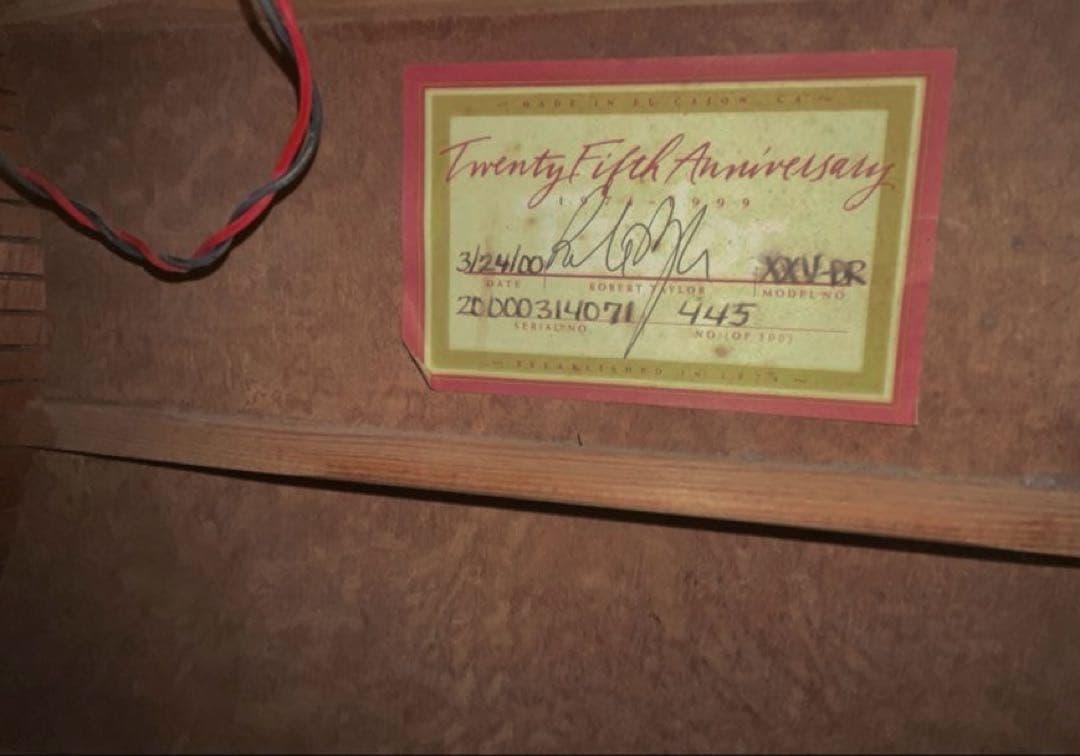 MADE IN EL CAJON, CA
Twenty Fifth Anniversary
1974-1999
3/24/00 XXV-DR
DATE ROBERT TAYLOR MODEL NO
20000314071 445
SERIAL NO. NO. (OF
ESTABLISHED IN 1974